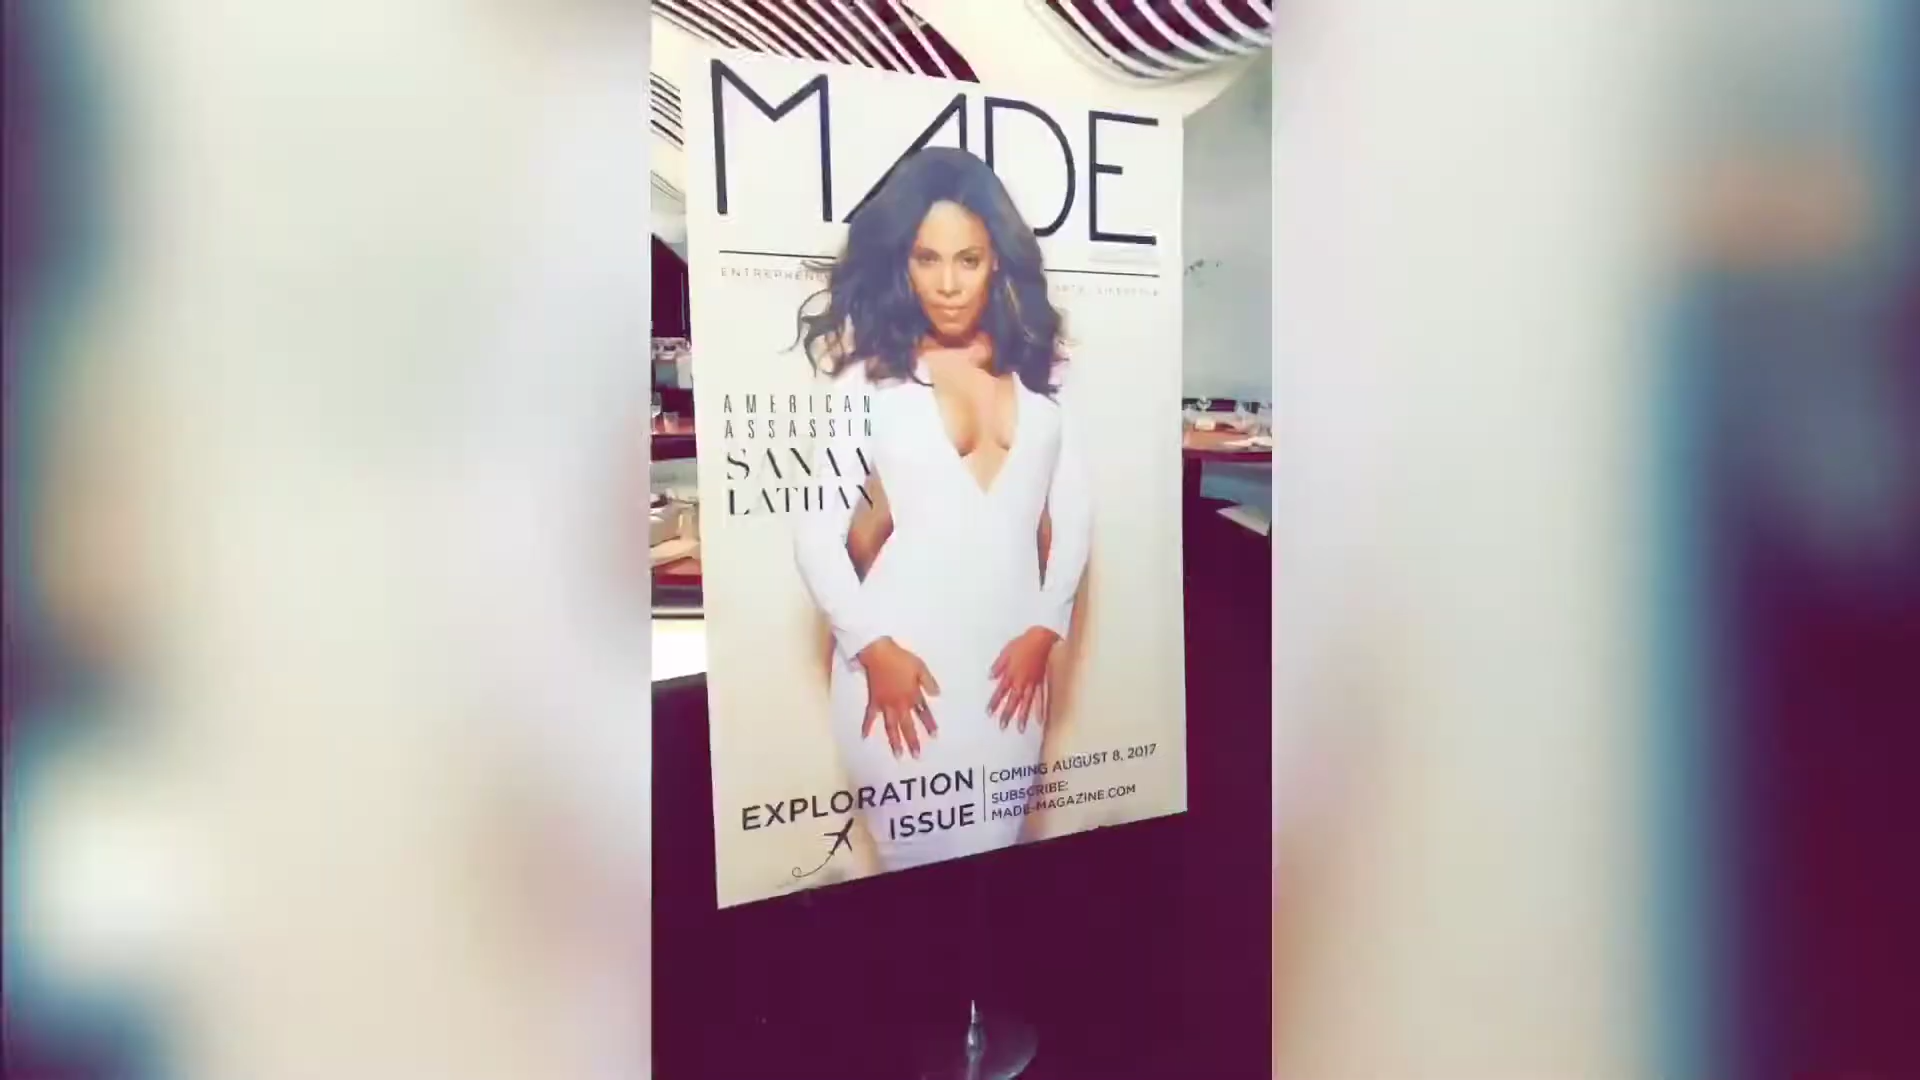 MADE
AMERICAN
ASSASSIN
SANAA
LATHAN
EXPLORATION
ISSUE
COMING AUGUST 8, 2017
SUBSCRIBE:
MADE-MAGAZINE.COM